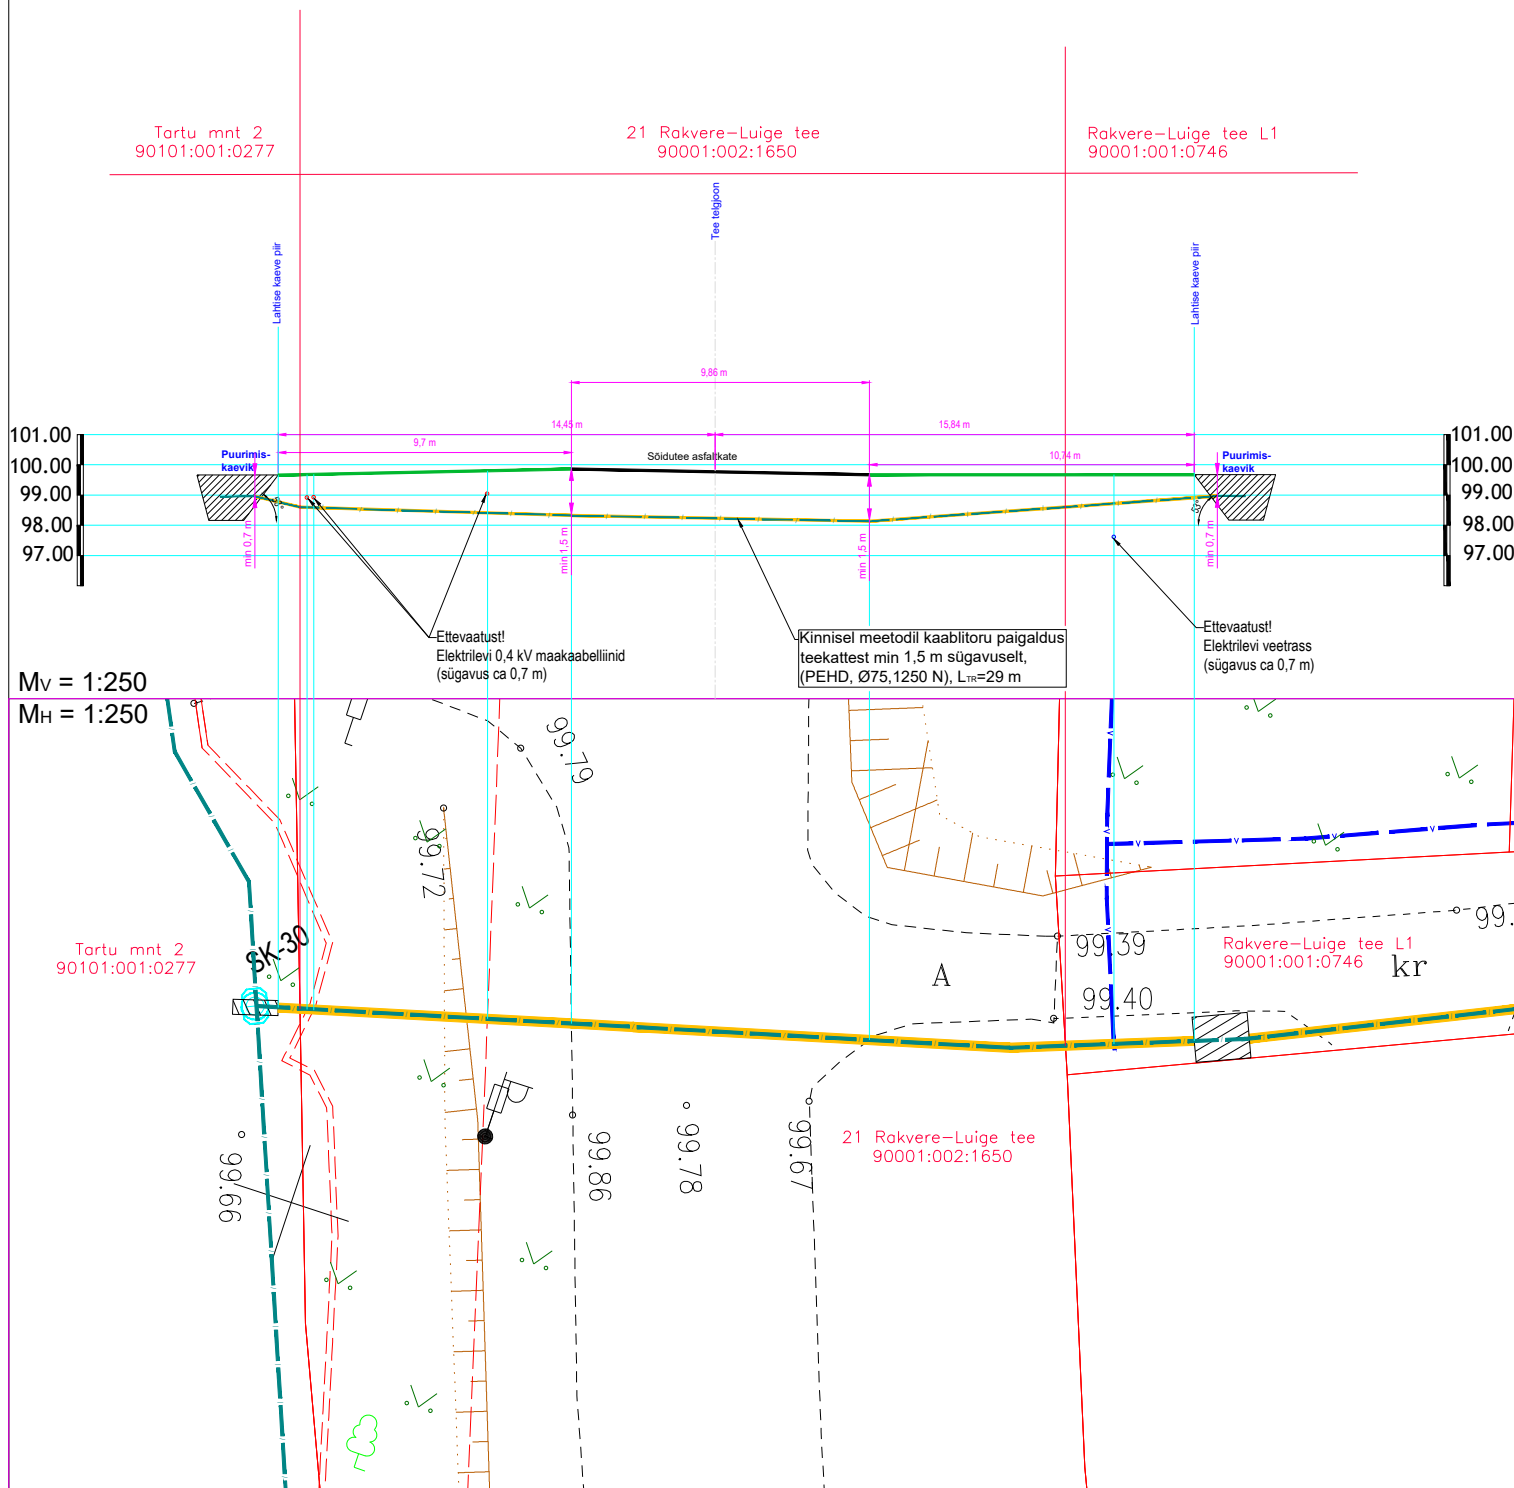 Tartu mnt 2
90101:001:0277
21 Rakvere-Luige tee
90001:002:1650
Rakvere-Luige tee L1
90001:001:0746
Lahtise kaeve piir
Tee telgjoon
Lahtise kaeve piir
9,86 m
14,45 m
15,84 m
9,7 m
10,74 m
Sõidutee asfaltkate
101.00
100.00
99.00
98.00
97.00
101.00
100.00
99.00
98.00
97.00
Puurimis-
kaevik
Puurimis-
kaevik
min 0,7 m
min 1,5 m
min 1,5 m
min 0,7 m
Ettevaatust!
Elektrilevi 0,4 kV maakaabelliinid
(sügavus ca 0,7 m)
Kinnisel meetodil kaablitoru paigaldus
teekattest min 1,5 m sügavuselt,
(PEHD, Ø75,1250 N), LTR=29 m
Ettevaatust!
Elektrilevi veetrass
(sügavus ca 0,7 m)
MV = 1:250
MH = 1:250
99.79
99.72
SK-30
Tartu mnt 2
90101:001:0277
99.39
99.40
A
Rakvere-Luige tee L1
90001:001:0746
kr
99.
99.66
99.86
99.78
99.67
21 Rakvere-Luige tee
90001:002:1650